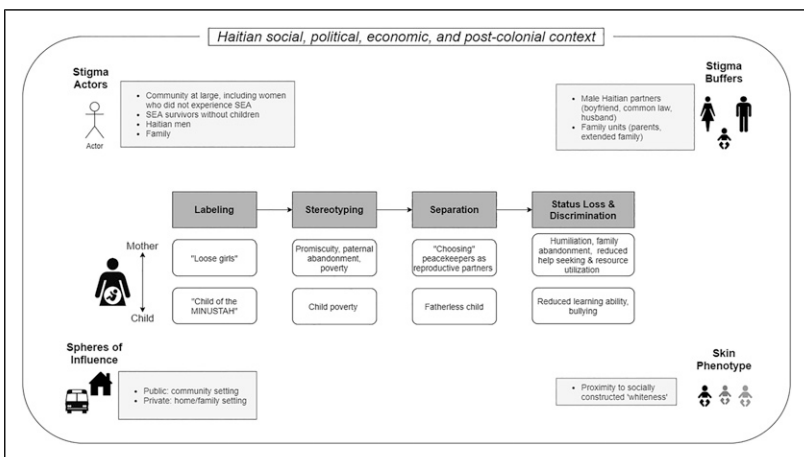 Haitian social, political, economic, and post-colonial context
Stigma
Actors
Actor
• Community at large, including women
who did not experience SEA
• SEA survivors without children
• Haitian men
• Family
• Male Haitian partners
(boyfriend, common law,
husband)
• Family units (parents,
extended family)
Stigma
Buffers
Labeling
Stereotyping
Separation
Status Loss &
Discrimination
Mother
"Loose girls"
Promiscuity, paternal
abandonment,
poverty
"Choosing"
peacekeepers as
reproductive partners
Humiliation, family
abandonment, reduced
help seeking & resource
utilization
Child
"Child of the
MINUSTAH"
Child poverty
Fatherless child
Reduced learning ability,
bullying
Spheres of
Influence
• Public: community setting
• Private: home/family setting
• Proximity to socially
constructed 'whiteness'
Skin
Phenotype